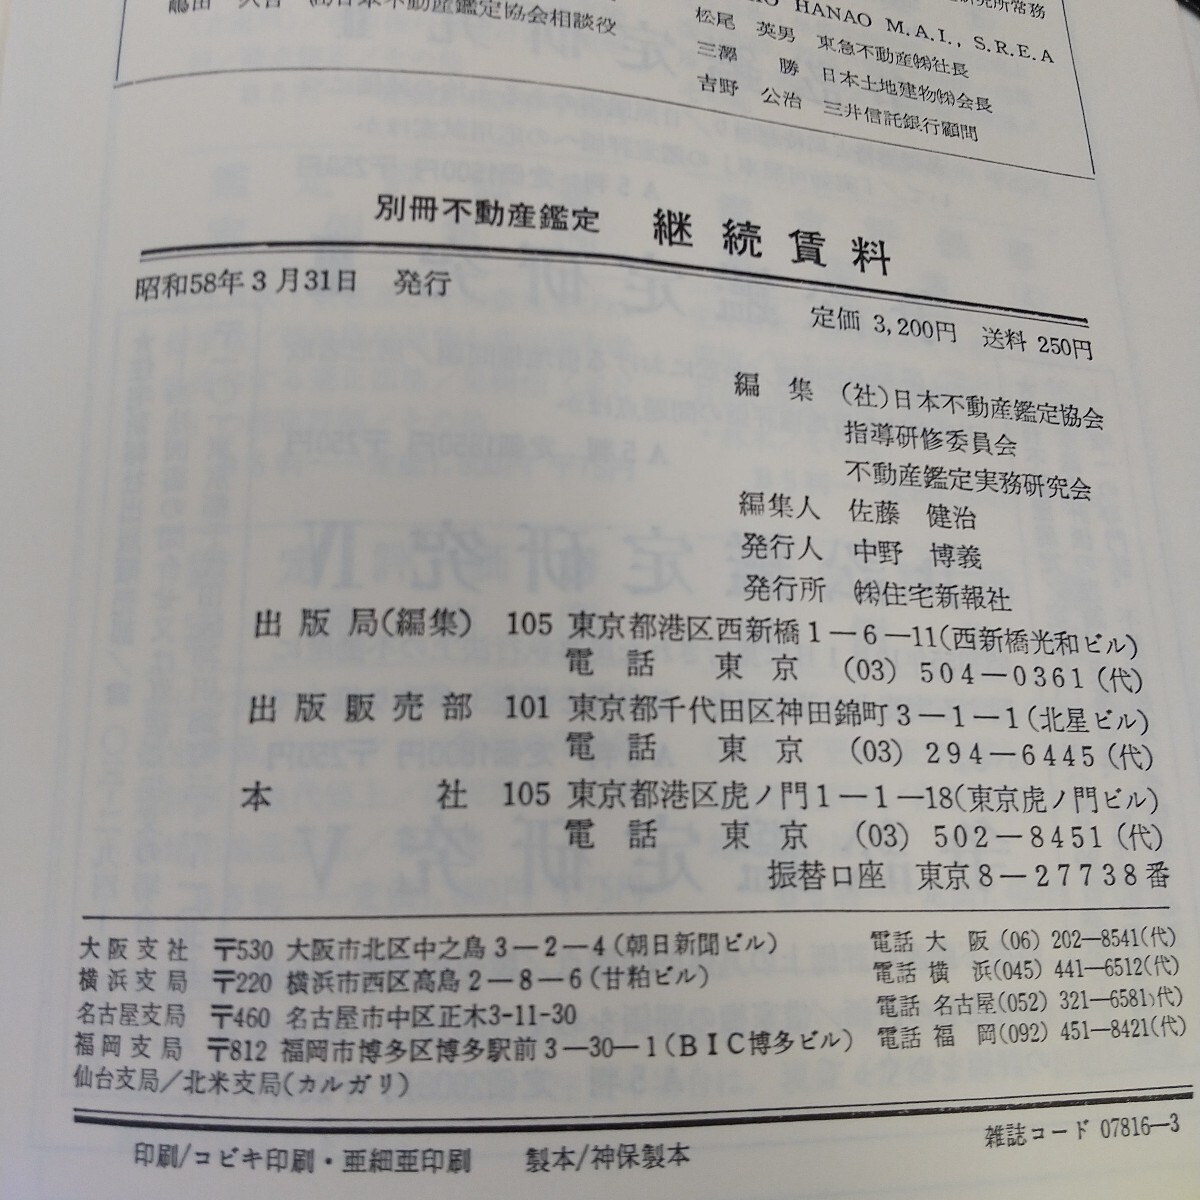 研究所常務
HANAO M.A.I., S.R.E.A
(社)日本不動産鑑定協会相談役
松尾 英男 東急不動産㈱社長
三澤 勝 日本土地建物㈱会長
吉野 公治 三井信託銀行顧問
別冊不動産鑑定 継続賃料
昭和58年3月31日 発行
定価 3,200円 送料 250円
編集 (社)日本不動産鑑定協会
指導研修委員会
不動産鑑定実務研究会
編集人 佐藤 健治
発行人 中野 博義
発行所 ㈱住宅新報社
出版局(編集) 105 東京都港区西新橋1−6−11(西新橋光和ビル)
電話 東京 (03)504−0361(代)
出版販売部 101 東京都千代田区神田錦町3−1−1(北星ビル)
電話 東京 (03)294−6445(代)
本社 105 東京都港区虎ノ門1−1−18(東京虎ノ門ビル)
電話 東京 (03)502−8451(代)
振替口座 東京8−27738番
大阪支社 〒530 大阪市北区中之島3−2−4(朝日新聞ビル) 電話 大阪(06)202−8541(代)
横浜支局 〒220 横浜市西区高島2−8−6(甘粕ビル) 電話 横浜(045)441−6512(代)
名古屋支局 〒460 名古屋市中区正木3-11-30 電話 名古屋(052)321−6581(代)
福岡支局 〒812 福岡市博多区博多駅前3−30−1(BIC博多ビル) 電話 福岡(092)451−8421(代)
仙台支局/北米支局(カルガリ)
印刷/コビキ印刷・亜細亜印刷 製本/神保製本
雑誌コード 07816−3